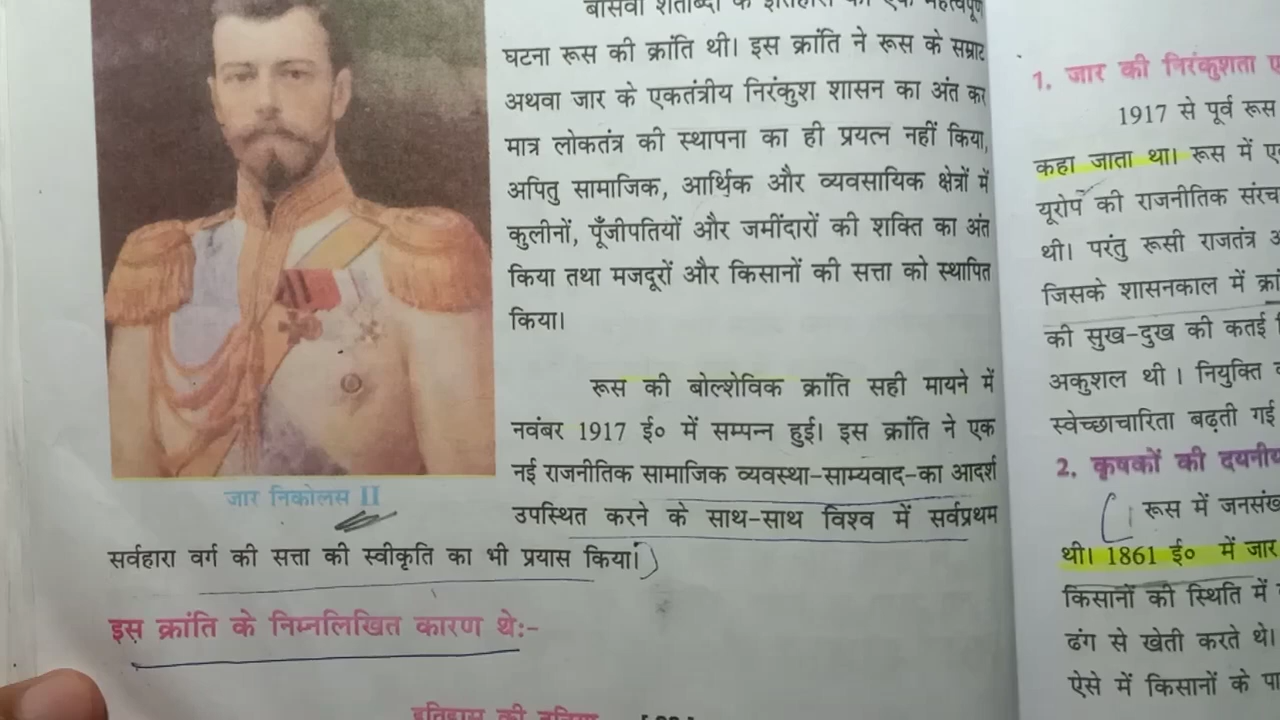 घटना रूस की क्रांति थी। इस क्रांति ने रूस के सम्राट
अथवा जार के एकतंत्रीय निरंकुश शासन का अंत कर
मात्र लोकतंत्र की स्थापना का ही प्रयत्न नहीं किया,
अपितु सामाजिक, आर्थिक और व्यवसायिक क्षेत्रों में
कुलीनों, पूँजीपतियों और जमींदारों की शक्ति का अंत
किया तथा मजदूरों और किसानों की सत्ता को स्थापित
किया।
रूस की बोल्शेविक क्रांति सही मायने में
नवंबर 1917 ई० में सम्पन्न हुई। इस क्रांति ने एक
नई राजनीतिक सामाजिक व्यवस्था-साम्यवाद-का आदर्श
उपस्थित करने के साथ-साथ विश्व में सर्वप्रथम
जार निकोलस II
सर्वहारा वर्ग की सत्ता की स्वीकृति का भी प्रयास किया।
इस क्रांति के निम्नलिखित कारण थे:-
1. जार की निरंकुशता
1917 से पूर्व रूस
कहा जाता था। रूस में
यूरोप की राजनीतिक
थी। परंतु रूसी राजतंत्र
जिसके शासनकाल में
की सुख-दुख की कतई
अकुशल थी। नियुक्ति
स्वेच्छाचारिता बढ़ती गई
2. कृषकों की
रूस में
थी। 1861 ई० में जार
किसानों की स्थिति में
ढंग से खेती करते थे।
ऐसे में किसानों के